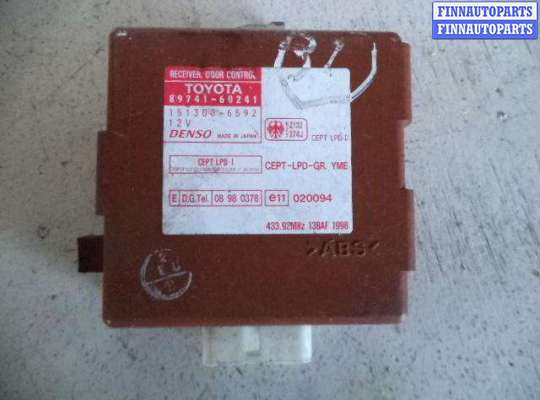 FINNAUTOPARTS
FINNAUTOPARTS
RECEIVER, DOOR CONTROL
TOYOTA
89741-60241
151300-6592
12V
DENSO MADE IN JAPAN
CEPT LPD-D
CEPT LPD-I
CEPT-LPD-GR, YME
E D.G.Tel. 08 98 0378 e11 020094
433.92MHz 13BAF 1998
>ABS<